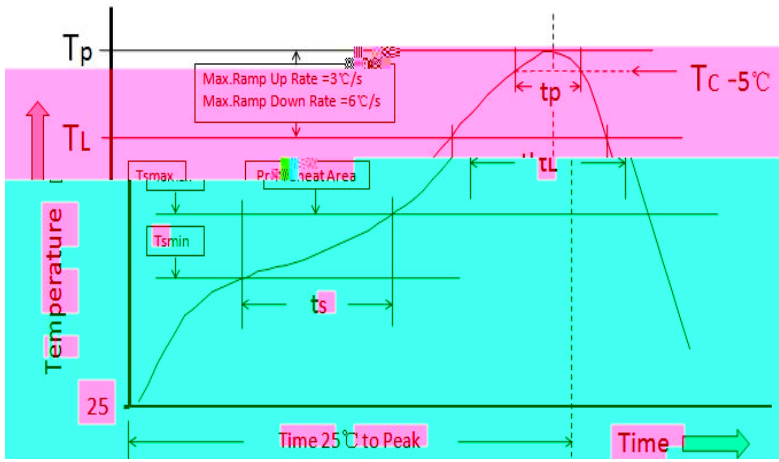 Tp
Max.Ramp Up Rate =3℃/s
Max.Ramp Down Rate =6℃/s
tp
TC -5℃
TL
tL
Tsmax
Area
Tsmin
Temperature
ts
25
Time 25℃ to Peak
Time